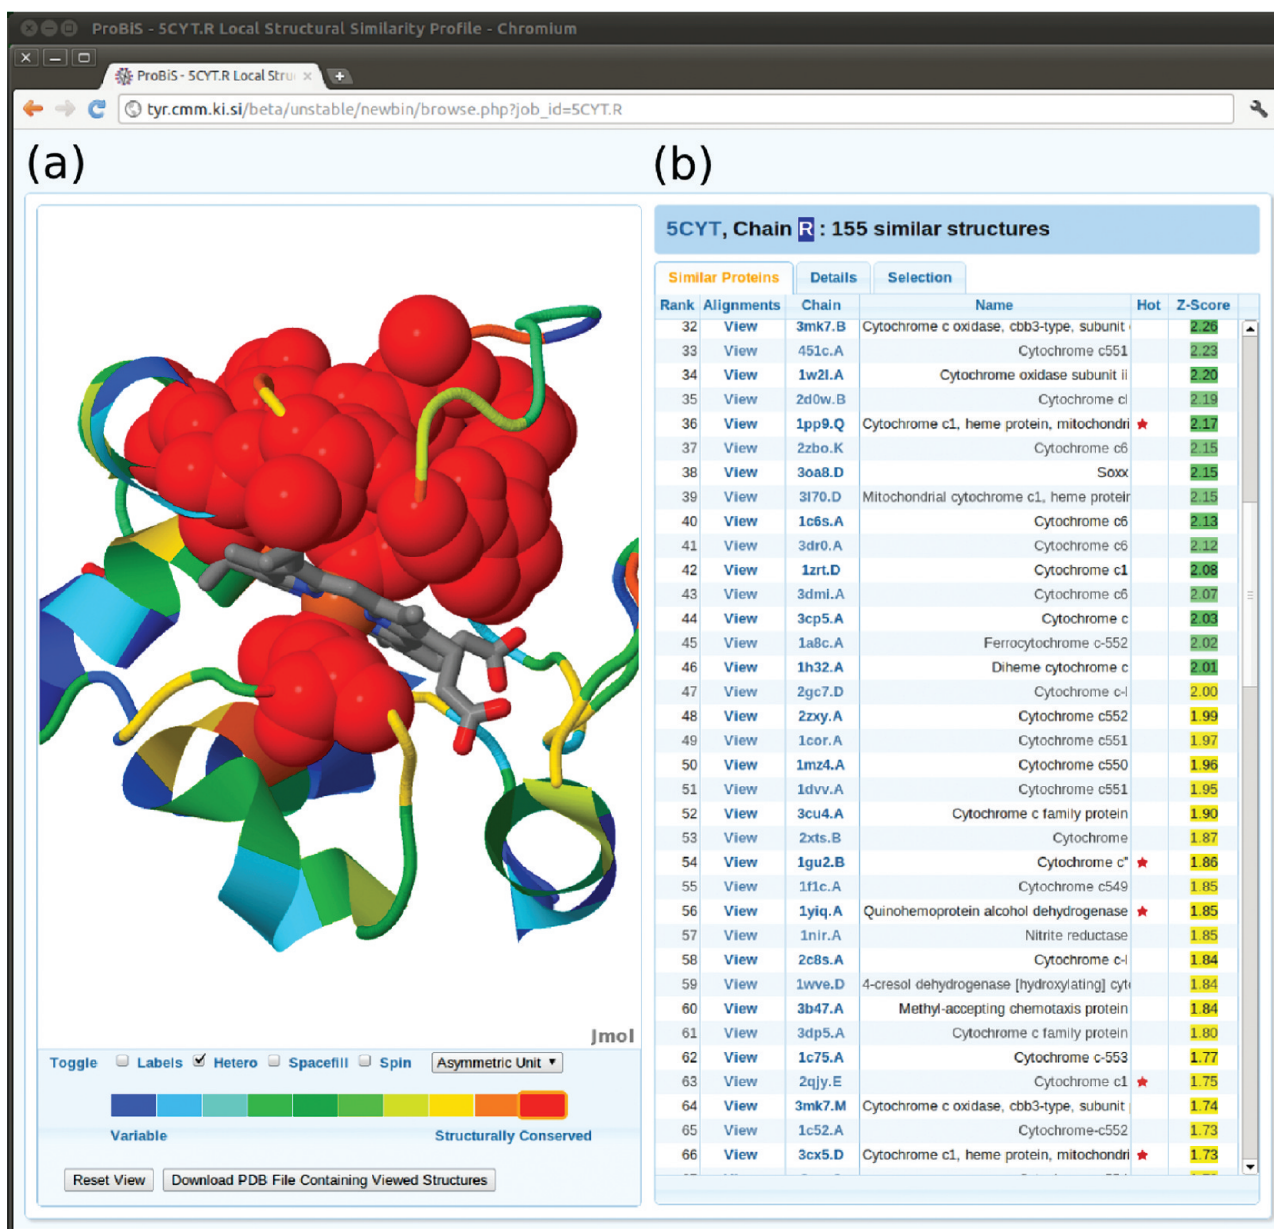 ProBiS - 5CYT.R Local Structural Similarity Profile - Chromium
ProBiS - 5CYT.R Local Stru
tyr.cmm.ki.si/beta/unstable/newbin/browse.php?job_id=5CYT.R
(a)
(b)
5CYT, Chain R : 155 similar structures
Similar Proteins Details Selection
Rank Alignments Chain Name Hot Z-Score
32 View 3mk7.B Cytochrome c oxidase, cbb3-type, subunit 2.26
33 View 451c.A Cytochrome c551 2.23
34 View 1w2l.A Cytochrome oxidase subunit ii 2.20
35 View 2d0w.B Cytochrome cl 2.19
36 View 1pp9.Q Cytochrome c1, heme protein, mitochondri 2.17
37 View 2zbo.K Cytochrome c6 2.15
38 View 3oa8.D Soxx 2.15
39 View 3l70.D Mitochondrial cytochrome c1, heme protein 2.15
40 View 1c6s.A Cytochrome c6 2.13
41 View 3dr0.A Cytochrome c6 2.12
42 View 1zrt.D Cytochrome c1 2.08
43 View 3dmi.A Cytochrome c6 2.07
44 View 3cp5.A Cytochrome c 2.03
45 View 1a8c.A Ferrocytochrome c-552 2.02
46 View 1h32.A Diheme cytochrome c 2.01
47 View 2gc7.D Cytochrome c-l 2.00
48 View 2zxy.A Cytochrome c552 1.99
49 View 1cor.A Cytochrome c551 1.97
50 View 1mz4.A Cytochrome c550 1.96
51 View 1dvv.A Cytochrome c551 1.95
52 View 3cu4.A Cytochrome c family protein 1.90
53 View 2xts.B Cytochrome 1.87
54 View 1gu2.B Cytochrome c" 1.86
55 View 1f1c.A Cytochrome c549 1.85
56 View 1yiq.A Quinohemoprotein alcohol dehydrogenase 1.85
57 View 1nir.A Nitrite reductase 1.85
58 View 2c8s.A Cytochrome c-l 1.84
59 View 1wve.D 4-cresol dehydrogenase [hydroxylating] cyt 1.84
60 View 3b47.A Methyl-accepting chemotaxis protein 1.84
61 View 3dp5.A Cytochrome c family protein 1.80
62 View 1c75.A Cytochrome c-553 1.77
63 View 2qjy.E Cytochrome c1 1.75
64 View 3mk7.M Cytochrome c oxidase, cbb3-type, subunit 1.74
65 View 1c52.A Cytochrome-c552 1.73
66 View 3cx5.D Cytochrome c1, heme protein, mitochondri 1.73
Jmol
Toggle Labels Hetero Spacefill Spin Asymmetric Unit
Variable Structurally Conserved
Reset View Download PDB File Containing Viewed Structures